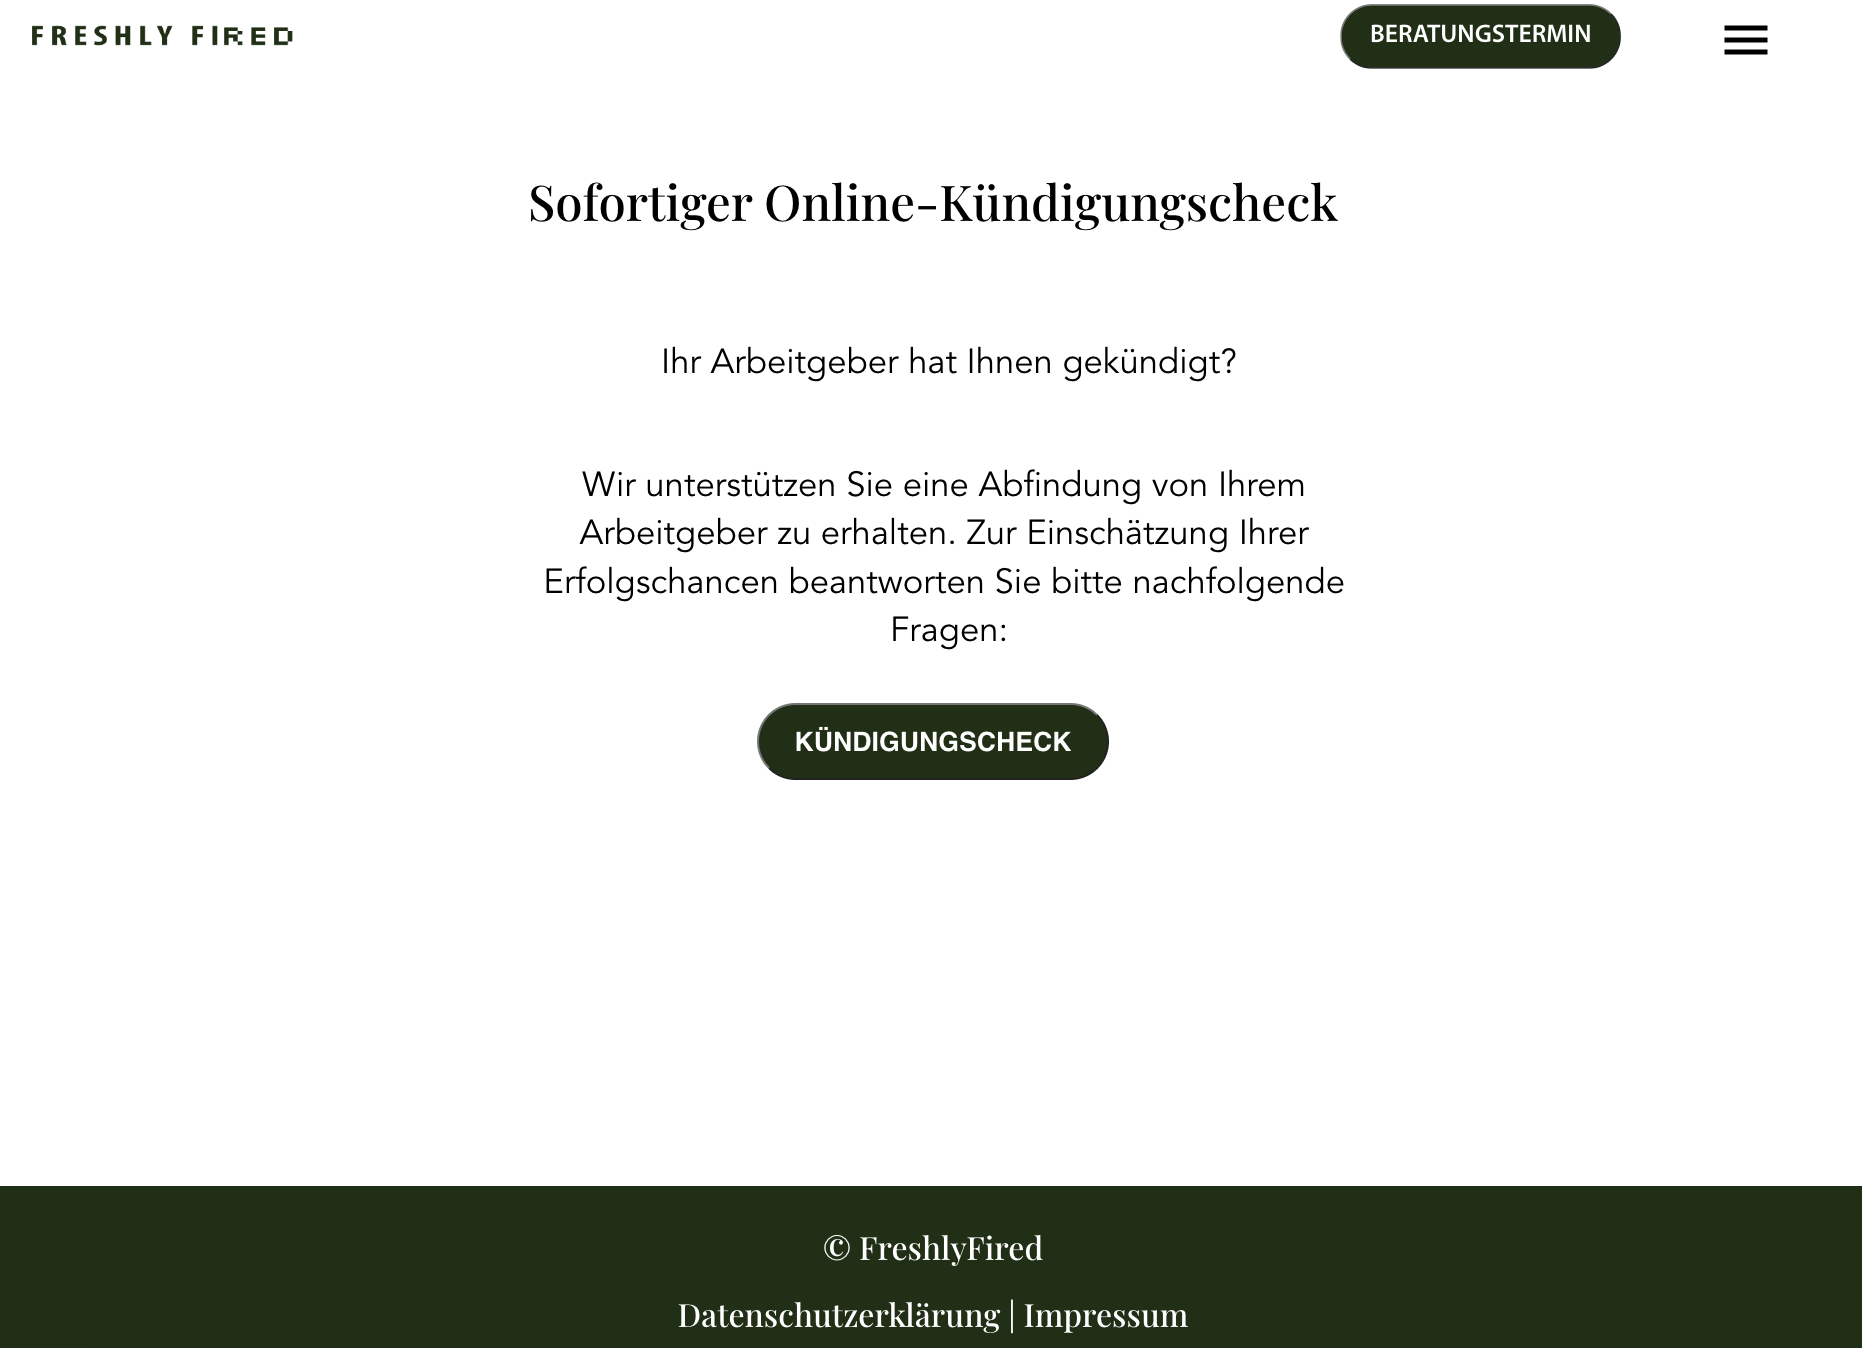 FRESHLY FIRED
BERATUNGSTERMIN
Sofortiger Online-Kündigungscheck
Ihr Arbeitgeber hat Ihnen gekündigt?
Wir unterstützen Sie eine Abfindung von Ihrem
Arbeitgeber zu erhalten. Zur Einschätzung Ihrer
Erfolgschancen beantworten Sie bitte nachfolgende
Fragen:
KÜNDIGUNGSCHECK
© FreshlyFired
Datenschutzerklärung | Impressum